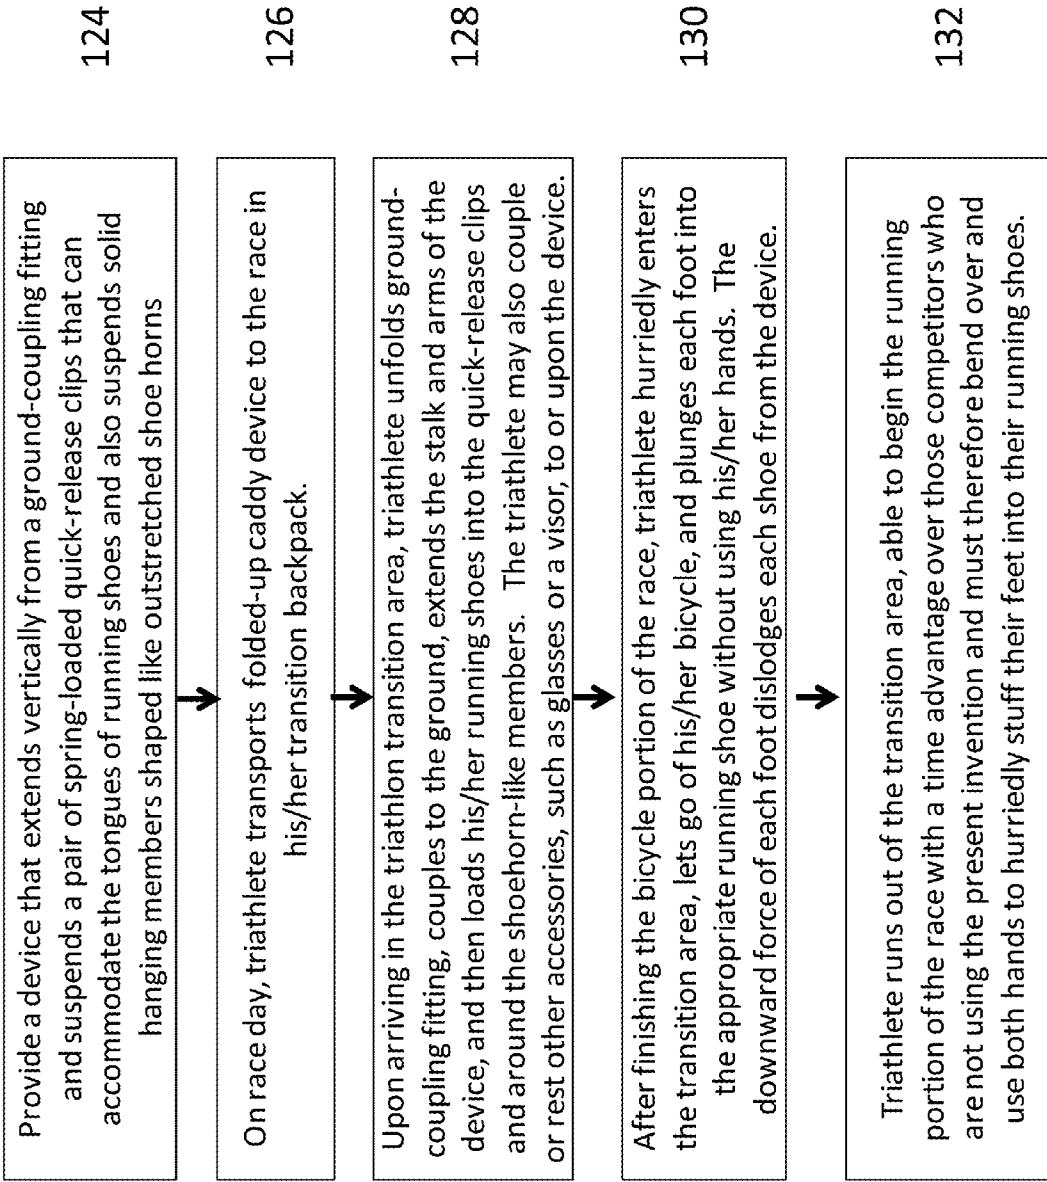 Provide a device that extends vertically from a ground-coupling fitting
and suspends a pair of spring-loaded quick-release clips that can
accommodate the tongues of running shoes and also suspends solid
hanging members shaped like outstretched shoe horns
124
On race day, triathlete transports folded-up caddy device to the race in
his/her transition backpack.
126
Upon arriving in the triathlon transition area, triathlete unfolds ground-
coupling fitting, couples to the ground, extends the stalk and arms of the
device, and then loads his/her running shoes into the quick-release clips
and around the shoehorn-like members. The triathlete may also couple
or rest other accessories, such as glasses or a visor, to or upon the device.
128
After finishing the bicycle portion of the race, triathlete hurriedly enters
the transition area, lets go of his/her bicycle, and plunges each foot into
the appropriate running shoe without using his/her hands. The
downward force of each foot dislodges each shoe from the device.
130
Triathlete runs out of the transition area, able to begin the running
portion of the race with a time advantage over those competitors who
are not using the present invention and must therefore bend over and
use both hands to hurriedly stuff their feet into their running shoes.
132